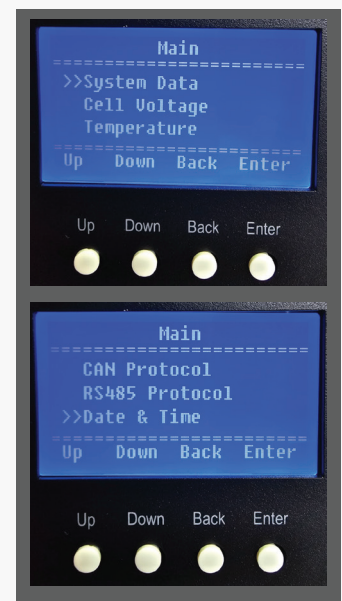 Main
========================
>>System Data
Cell Voltage
Temperature
========================
Up Down Back Enter
Up Down Back Enter
Main
========================
CAN Protocol
RS485 Protocol
>>Date & Time
========================
Up Down Back Enter
Up Down Back Enter